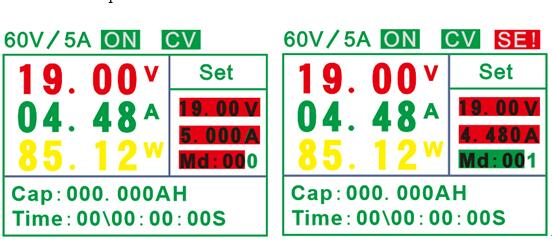 60V/5A ON CV
19.00V
04.48A
85.12W
Set
19.00V
5.000A
Md:000
Cap:000.000AH
Time:00\00:00:00S
60V/5A ON CV SE!
19.00V
04.48A
85.12W
Set
19.00V
4.480A
Md:001
Cap:000.000AH
Time:00\00:00:00S